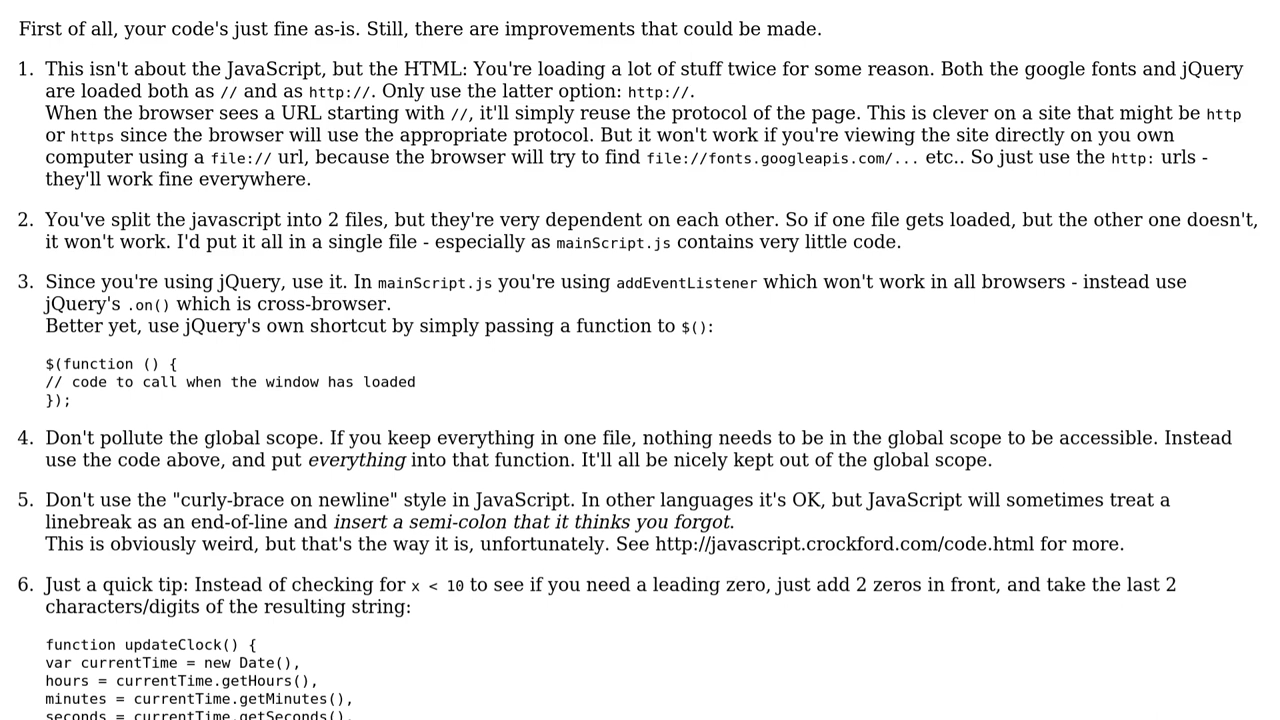 First of all, your code's just fine as-is. Still, there are improvements that could be made.
1. This isn't about the JavaScript, but the HTML: You're loading a lot of stuff twice for some reason. Both the google fonts and jQuery
are loaded both as // and as http://. Only use the latter option: http://.
When the browser sees a URL starting with //, it'll simply reuse the protocol of the page. This is clever on a site that might be http
or https since the browser will use the appropriate protocol. But it won't work if you're viewing the site directly on you own
computer using a file:// url, because the browser will try to find file://fonts.googleapis.com/... etc.. So just use the http: urls -
they'll work fine everywhere.
2. You've split the javascript into 2 files, but they're very dependent on each other. So if one file gets loaded, but the other one doesn't,
it won't work. I'd put it all in a single file - especially as mainScript.js contains very little code.
3. Since you're using jQuery, use it. In mainScript.js you're using addEventListener which won't work in all browsers - instead use
jQuery's .on() which is cross-browser.
Better yet, use jQuery's own shortcut by simply passing a function to $():
$(function () {
// code to call when the window has loaded
});
4. Don't pollute the global scope. If you keep everything in one file, nothing needs to be in the global scope to be accessible. Instead
use the code above, and put everything into that function. It'll all be nicely kept out of the global scope.
5. Don't use the "curly-brace on newline" style in JavaScript. In other languages it's OK, but JavaScript will sometimes treat a
linebreak as an end-of-line and insert a semi-colon that it thinks you forgot.
This is obviously weird, but that's the way it is, unfortunately. See http://javascript.crockford.com/code.html for more.
6. Just a quick tip: Instead of checking for x < 10 to see if you need a leading zero, just add 2 zeros in front, and take the last 2
characters/digits of the resulting string:
function updateClock() {
var currentTime = new Date(),
hours = currentTime.getHours(),
minutes = currentTime.getMinutes(),
seconds = currentTime.getSeconds(),